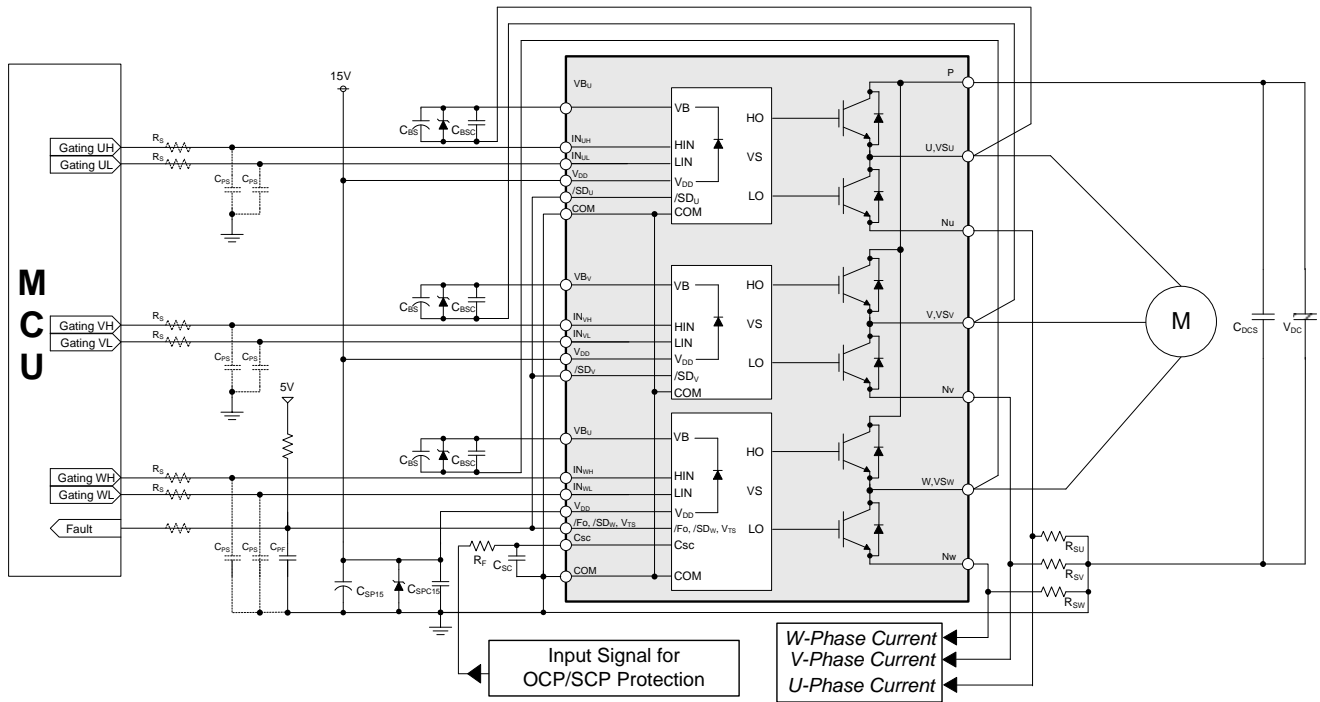 MCU
Gating UH
Gating UL
Gating VH
Gating VL
Gating WH
Gating WL
Fault
RS
RS
CPS
CPS
RS
RS
CPS
CPS
RS
RS
CPS
CPS
CPF
15V
5V
CBS
CBSC
CBS
CBSC
CBS
CBSC
RF
CSC
CSP15
CSPC15
VBU
INUH
INUL
VDD
/SDU
COM
VB
HIN
LIN
VDD
/SDU
COM
HO
VS
LO
VBV
INVH
INVL
VDD
/SDV
VB
HIN
LIN
VDD
/SDV
COM
HO
VS
LO
VBU
INWH
INWL
VDD
/Fo, /SDW, VTS
Csc
COM
VB
HIN
LIN
VDD
/Fo, /SDW, VTS
Csc
COM
HO
VS
LO
P
U,VSU
Nu
V,VSV
Nv
W,VSW
Nw
M
CDCS
VDC
RSU
RSV
RSW
Input Signal for
OCP/SCP Protection
W-Phase Current
V-Phase Current
U-Phase Current